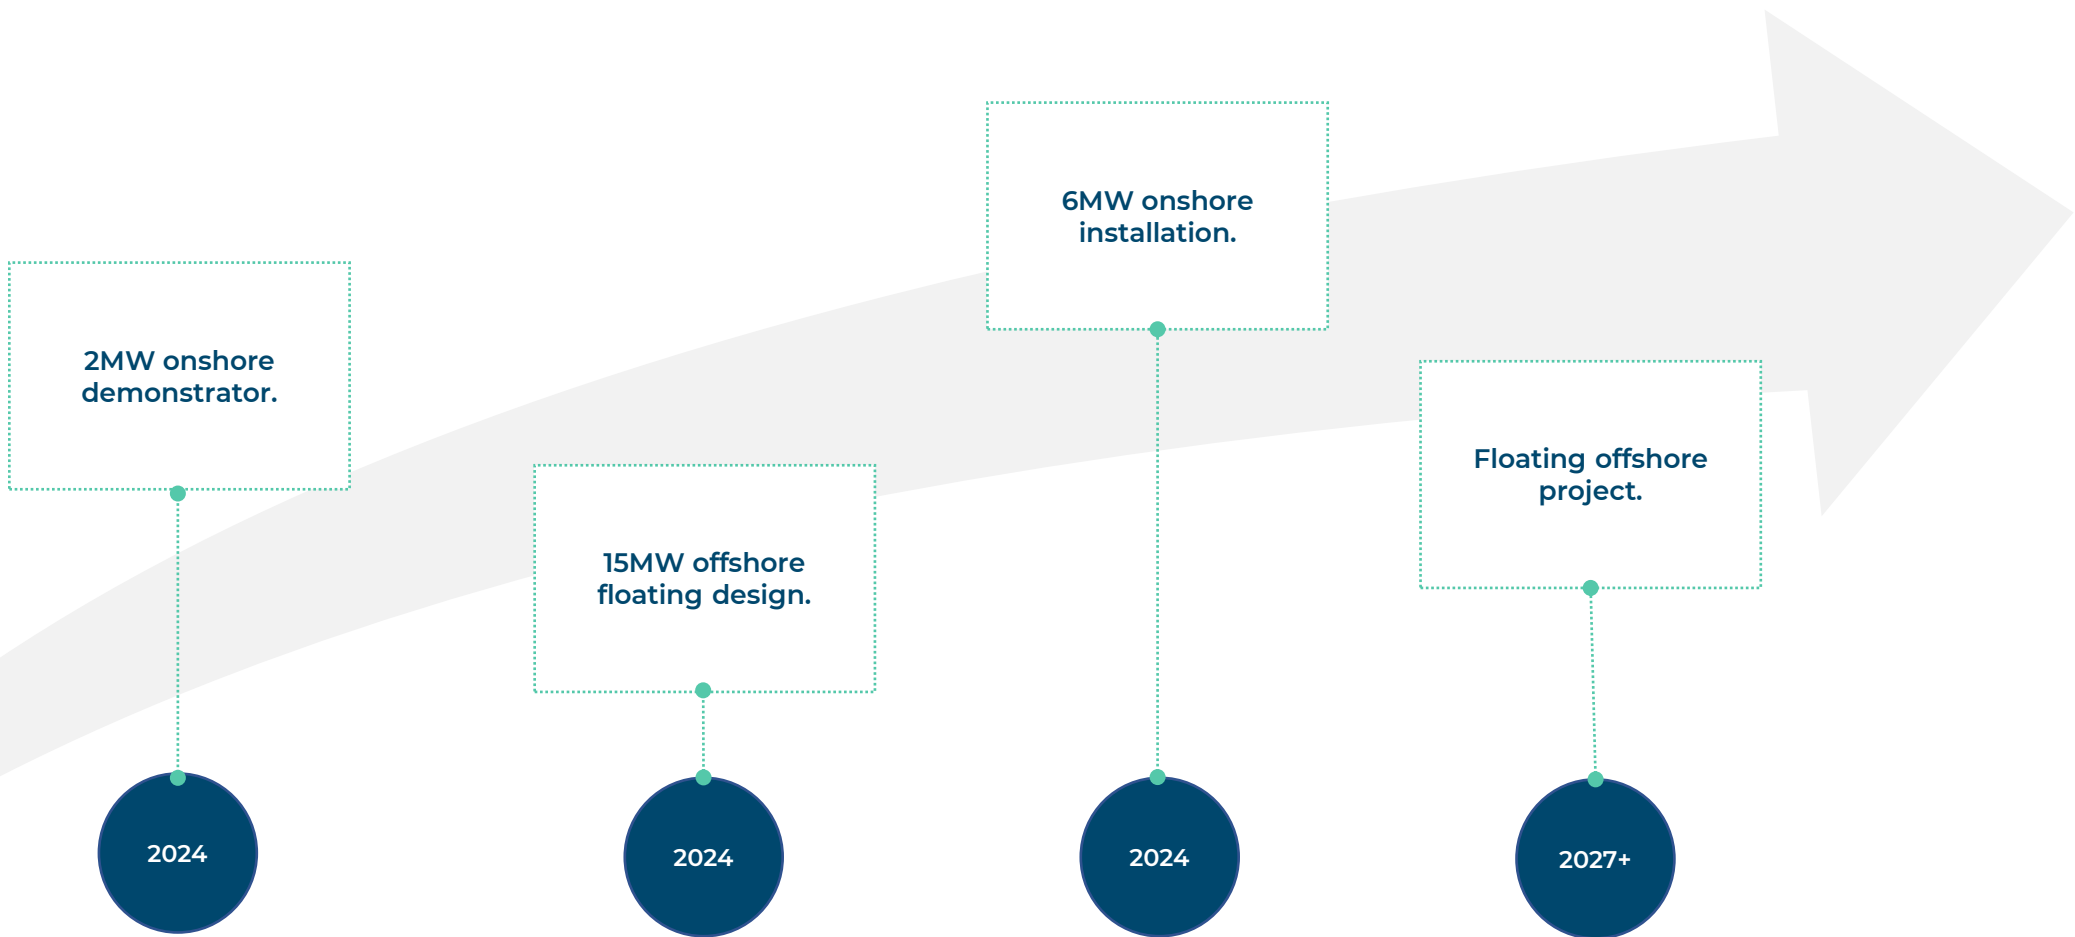 2MW onshore
demonstrator.
15MW offshore
floating design.
6MW onshore
installation.
Floating offshore
project.
2024
2024
2024
2027+